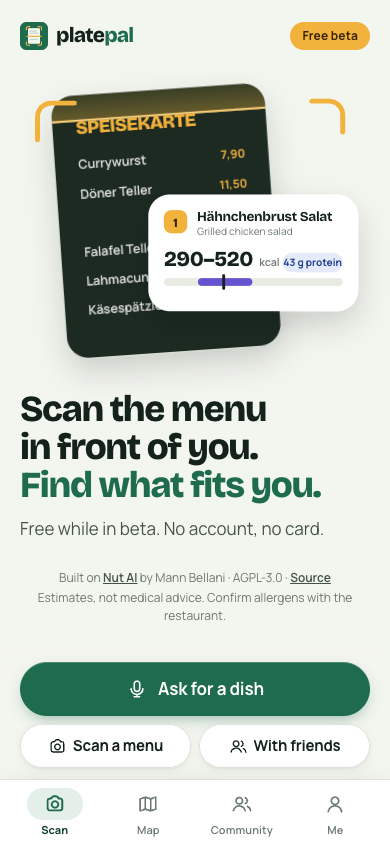 platepal
Free beta
SPEISEKARTE
Currywurst 7,90
Döner Teller 11,50
1 Hähnchenbrust Salat
Grilled chicken salad
290–520 kcal 43 g protein
Falafel
Lahmacun
Scan the menu
in front of you.
Find what fits you.
Free while in beta. No account, no card.
Built on Nut AI by Mann Bellani · AGPL-3.0 · Source
Estimates, not medical advice. Confirm allergens with the
restaurant.
Ask for a dish
Scan a menu
With friends
Scan
Map
Community
Me